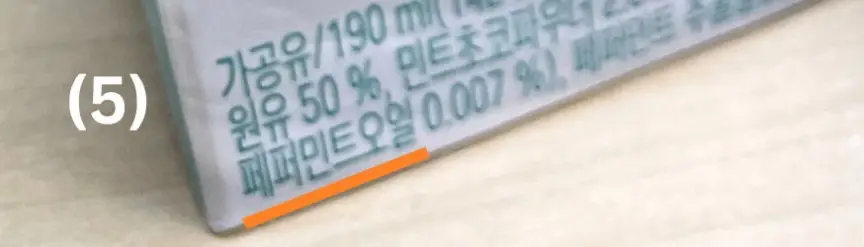 (5)
가공유/190 ml(
원유 50 %, 민트초코파우더
페퍼민트오일 0.007 %), 페퍼민트